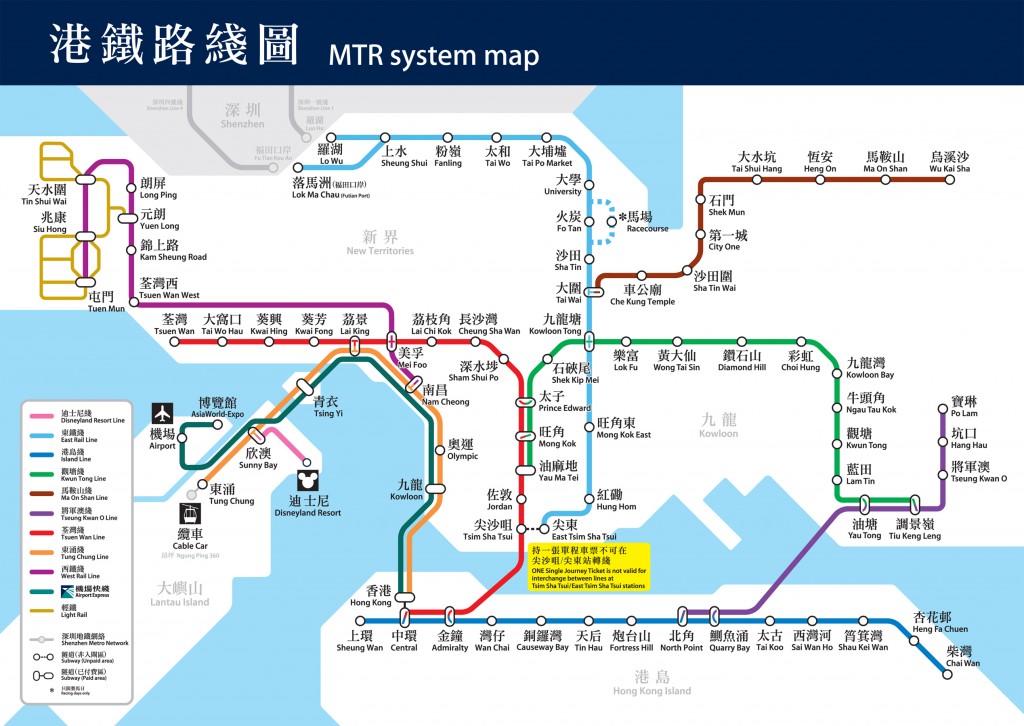 港鐵路綫圖 MTR system map
深圳
Shenzhen
羅湖
Lo Wu
上水
Sheung Shui
粉嶺
Fanling
太和
Tai Wo
大埔墟
Tai Po Market
落馬洲(福田口岸)
Lok Ma Chau (Futian Port)
福田口岸
大學
University
火炭
Fo Tan
*馬場
Racecourse
沙田
Sha Tin
大圍
Tai Wai
大水坑
Tai Shui Hang
恆安
Heng On
馬鞍山
Ma On Shan
烏溪沙
Wu Kai Sha
石門
Shek Mun
第一城
City One
沙田圍
Sha Tin Wai
車公廟
Che Kung Temple
新界
New Territories
天水圍
Tin Shui Wai
兆康
Siu Hong
屯門
Tuen Mun
朗屏
Long Ping
元朗
Yuen Long
錦上路
Kam Sheung Road
荃灣西
Tsuen Wan West
荃灣
Tsuen Wan
大窩口
Tai Wo Hau
葵興
Kwai Hing
葵芳
Kwai Fong
荔景
Lai King
美孚
Mei Foo
荔枝角
Lai Chi Kok
長沙灣
Cheung Sha Wan
深水埗
Sham Shui Po
南昌
Nam Cheong
九龍塘
Kowloon Tong
石硤尾
Shek Kip Mei
太子
Prince Edward
旺角
Mong Kok
油麻地
Yau Ma Tei
佐敦
Jordan
尖沙咀
Tsim Sha Tsui
尖東
East Tsim Sha Tsui
旺角東
Mong Kok East
紅磡
Hung Hom
樂富
Lok Fu
黃大仙
Wong Tai Sin
鑽石山
Diamond Hill
彩虹
Choi Hung
九龍灣
Kowloon Bay
牛頭角
Ngau Tau Kok
觀塘
Kwun Tong
藍田
Lam Tin
油塘
Yau Tong
調景嶺
Tiu Keng Leng
寶琳
Po Lam
坑口
Hang Hau
將軍澳
Tseung Kwan O
九龍
Kowloon
青衣
Tsing Yi
博覽館
AsiaWorld-Expo
機場
Airport
欣澳
Sunny Bay
迪士尼
Disneyland Resort
東涌
Tung Chung
纜車
Cable Car
昂坪 Ngong Ping 360
大嶼山
Lantau Island
奧運
Olympic
九龍
Kowloon
香港
Hong Kong
持一張單程車票不可在
尖沙咀/尖東站轉綫
ONE Single Journey Ticket is not valid for
interchange between lines at
Tsim Sha Tsui/East Tsim Sha Tsui stations
上環
Sheung Wan
中環
Central
金鐘
Admiralty
灣仔
Wan Chai
銅鑼灣
Causeway Bay
天后
Tin Hau
炮台山
Fortress Hill
北角
North Point
鰂魚涌
Quarry Bay
太古
Tai Koo
西灣河
Sai Wan Ho
筲箕灣
Shau Kei Wan
杏花邨
Heng Fa Chuen
柴灣
Chai Wan
港島
Hong Kong Island
迪士尼綫
Disneyland Resort Line
東鐵綫
East Rail Line
港島綫
Island Line
觀塘綫
Kwun Tong Line
馬鞍山綫
Ma On Shan Line
將軍澳綫
Tseung Kwan O Line
荃灣綫
Tsuen Wan Line
東涌綫
Tung Chung Line
西鐵綫
West Rail Line
機場快綫
Airport Express
輕鐵
Light Rail
深圳地鐵網絡
Shenzhen Metro Network
隧道(非入閘區)
Subway (Unpaid area)
隧道(已付費區)
Subway (Paid area)
* 只限賽馬日
Racing days only